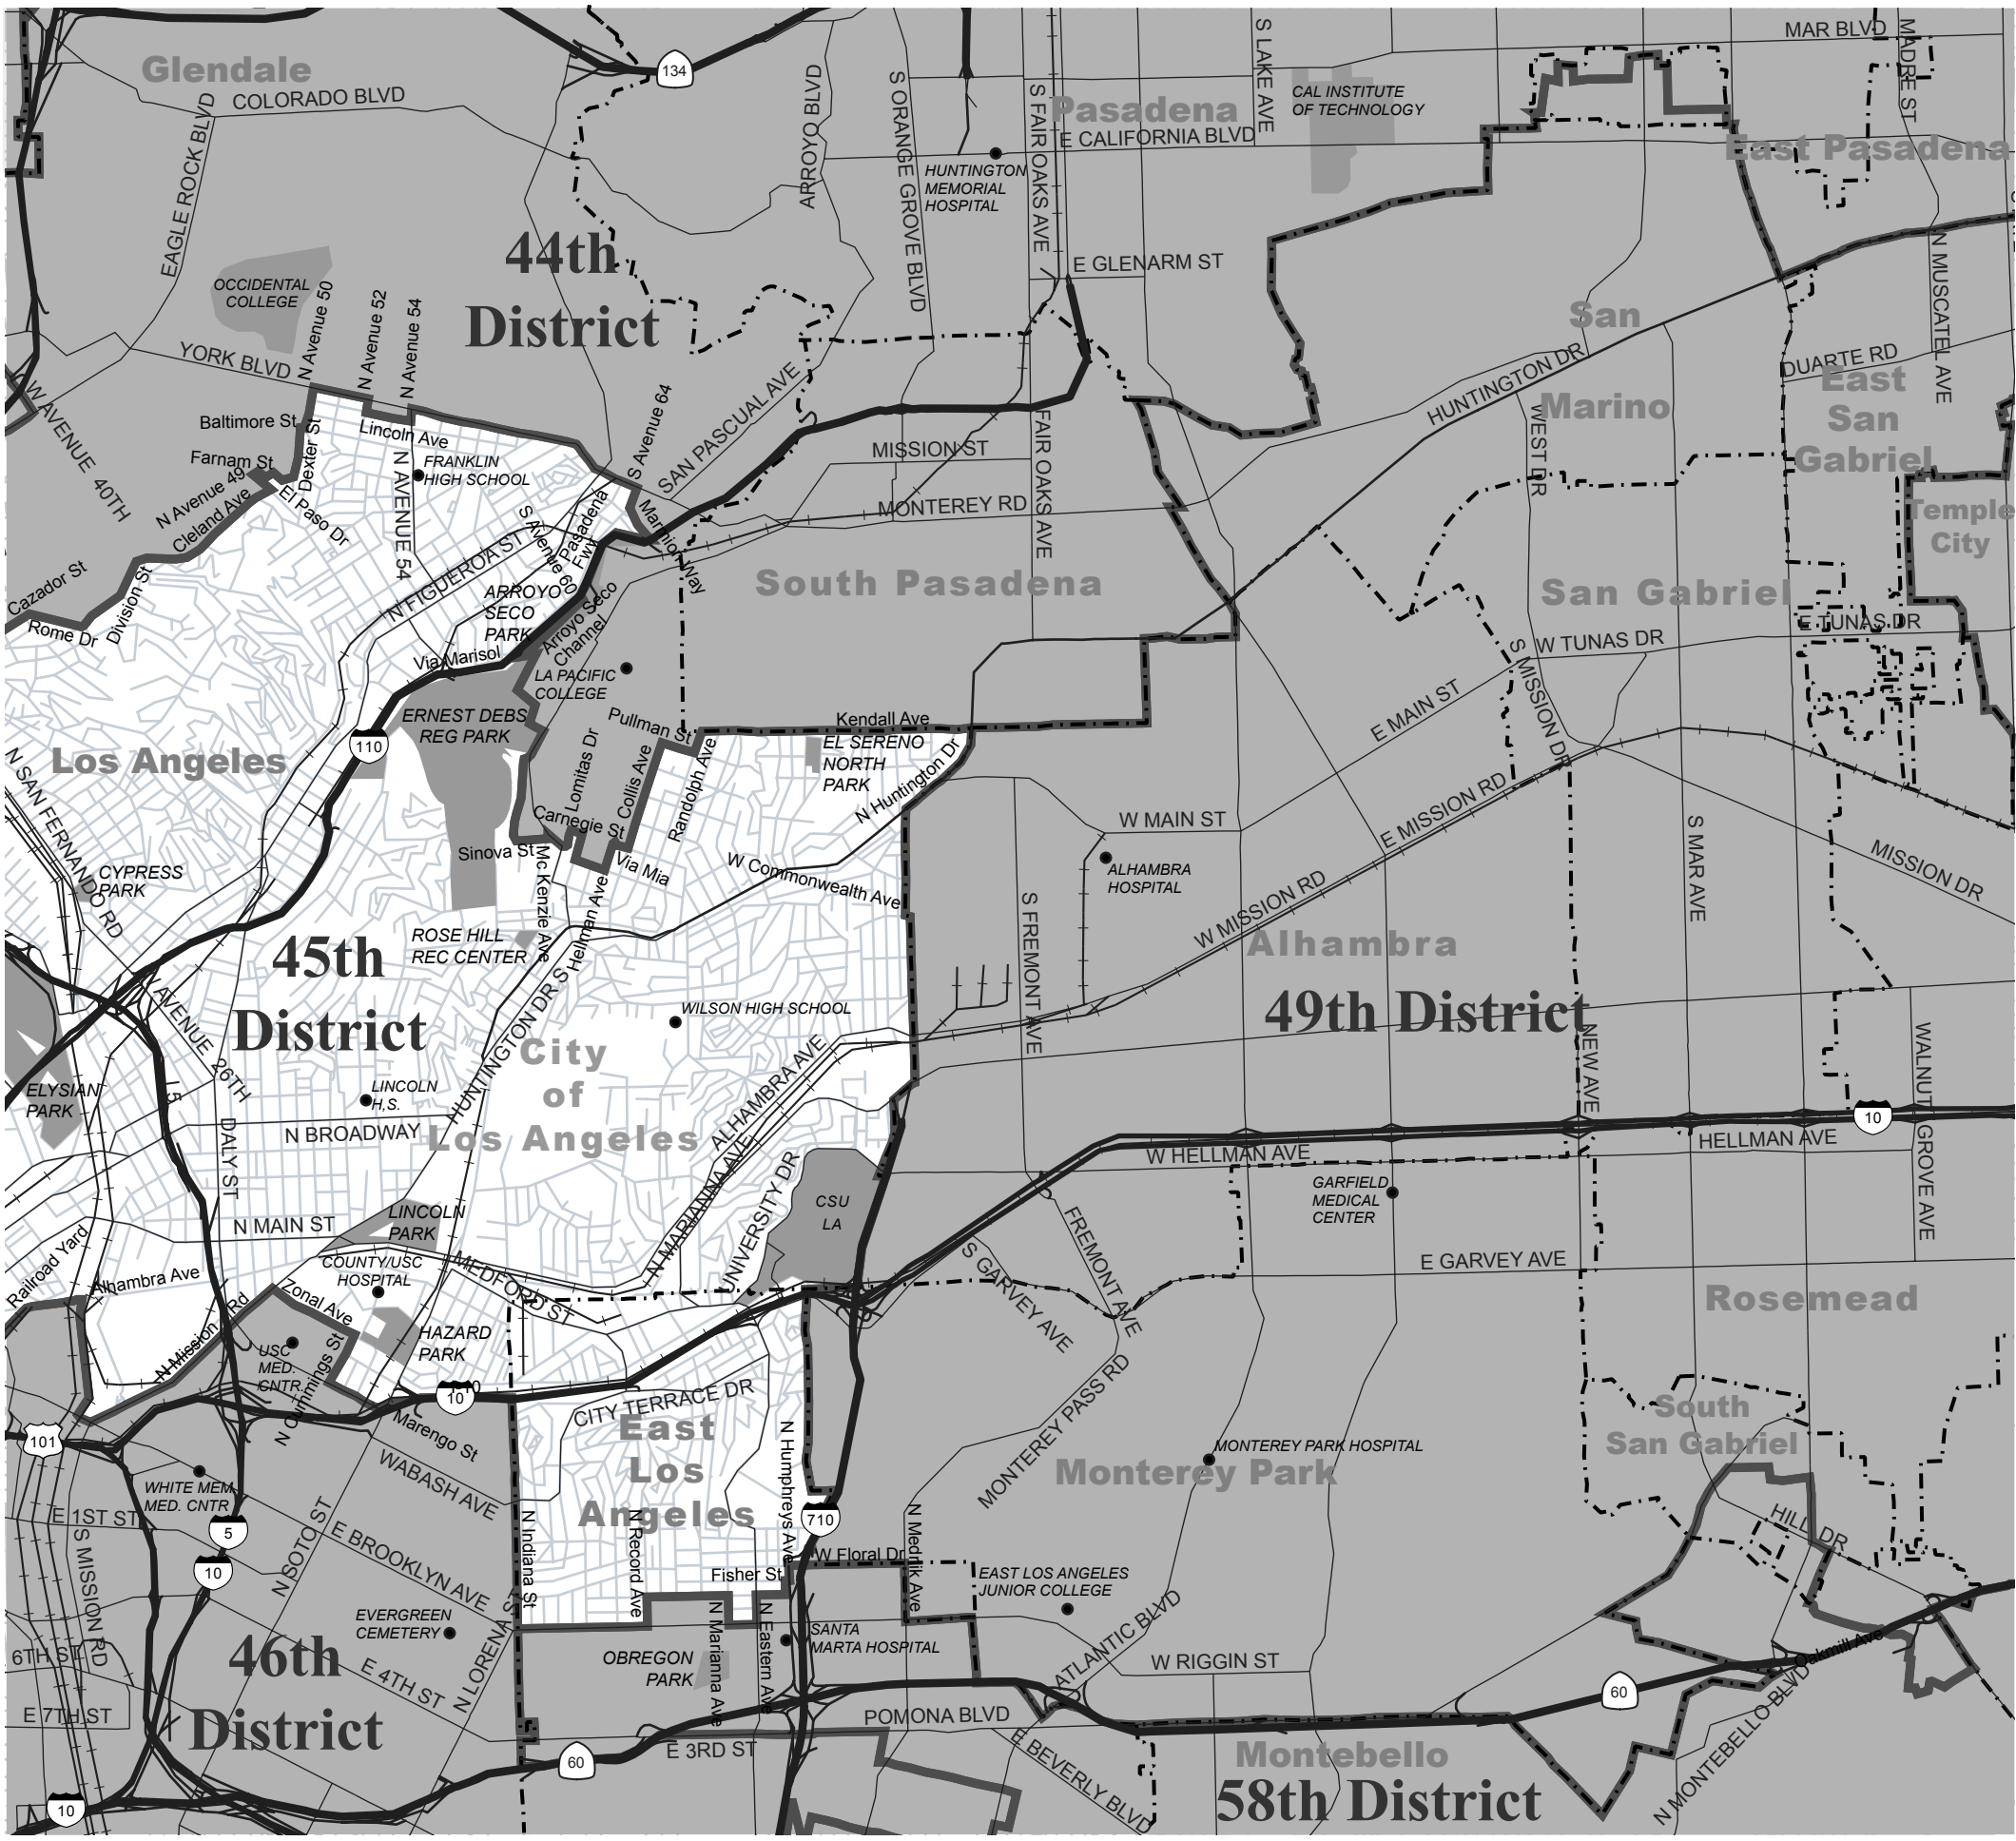 MAR BLVD
MADRE ST
Glendale
134
COLORADO BLVD
EAGLE ROCK BLVD
ARROYO BLVD
S ORANGE GROVE BLVD
S FAIR OAKS AVE
Pasadena
S LAKE AVE
CAL INSTITUTE
OF TECHNOLOGY
E CALIFORNIA BLVD
East Pasadena
HUNTINGTON
MEMORIAL
HOSPITAL
44th
District
E GLENARM ST
N MUSCATEL AVE
OCCIDENTAL
COLLEGE
N Avenue 50
N Avenue 52
N Avenue 54
San
Marino
HUNTINGTON DR
DUARTE RD
East
San
Gabriel
YORK BLVD
W AVENUE 40TH
Baltimore St
Dexter St
Lincoln Ave
Farnam St
N Avenue 49
Cleland Ave
El Paso Dr
N AVENUE 54
FRANKLIN
HIGH SCHOOL
S Avenue 64
SAN PASCUAL AVE
MISSION ST
FAIR OAKS AVE
WEST DR
MONTEREY RD
Marmion Way
S Avenue 60
Pasadena
Fwy
N FIGUEROA ST
Temple
City
Cazador St
Rome Dr
Division St
ARROYO
SECO
PARK
Arroyo Seco
Channel
South Pasadena
San Gabriel
E TUNAS DR
W TUNAS DR
S MISSION DR
Via Marisol
LA PACIFIC
COLLEGE
ERNEST DEBS
REG PARK
Pullman St
Kendall Ave
E MAIN ST
Los Angeles
110
N SAN FERNANDO RD
EL SERENO
NORTH
PARK
N Huntington Dr
Lomitas Dr
Collis Ave
Randolph Ave
Carnegie St
Sinova St
Mc Kenzie Ave
Hellman Ave
Via Mia
W Commonwealth Ave
W MAIN ST
E MISSION RD
S MAR AVE
MISSION DR
ALHAMBRA
HOSPITAL
CYPRESS
PARK
ROSE HILL
REC CENTER
S FREMONT AVE
W MISSION RD
Alhambra
45th
District
AVENUE 26TH
HUNTINGTON DR S
WILSON HIGH SCHOOL
49th District
NEW AVE
WALNUT GROVE AVE
City
of
Los Angeles
ELYSIAN
PARK
I 5
LINCOLN
H,S.
N BROADWAY
DALY ST
ALHAMBRA AVE
N MARIANNA AVE
UNIVERSITY DR
CSU
LA
10
W HELLMAN AVE
HELLMAN AVE
GARFIELD
MEDICAL
CENTER
FREMONT AVE
S GARVEY AVE
E GARVEY AVE
LINCOLN
PARK
N MAIN ST
Railroad Yard
Alhambra Ave
COUNTY/USC
HOSPITAL
MEDFORD ST
Zonal Ave
N Mission Rd
HAZARD
PARK
USC
MED.
CNTR.
N Cummings St
Rosemead
10
CITY TERRACE DR
MONTEREY PASS RD
East
Los
Angeles
N Humphreys Ave
South
San Gabriel
101
Marengo St
WABASH AVE
MONTEREY PARK HOSPITAL
Monterey Park
WHITE MEM.
MED. CNTR
E 1ST ST
S MISSION RD
5
10
N SOTO ST
E BROOKLYN AVE
N Indiana St
N Record Ave
710
HILL DR
W Floral Dr
Fisher St
N Mednik Ave
EAST LOS ANGELES
JUNIOR COLLEGE
EVERGREEN
CEMETERY
N LORENA ST
N Marianna Ave
N Eastern Ave
SANTA
MARTA HOSPITAL
OBREGON
PARK
ATLANTIC BLVD
W RIGGIN ST
Oakmill Ave
46th
District
6TH ST
E 4TH ST
E 7TH ST
POMONA BLVD
60
N MONTEBELLO BLVD
E 3RD ST
60
E BEVERLY BLVD
Montebello
58th District
10